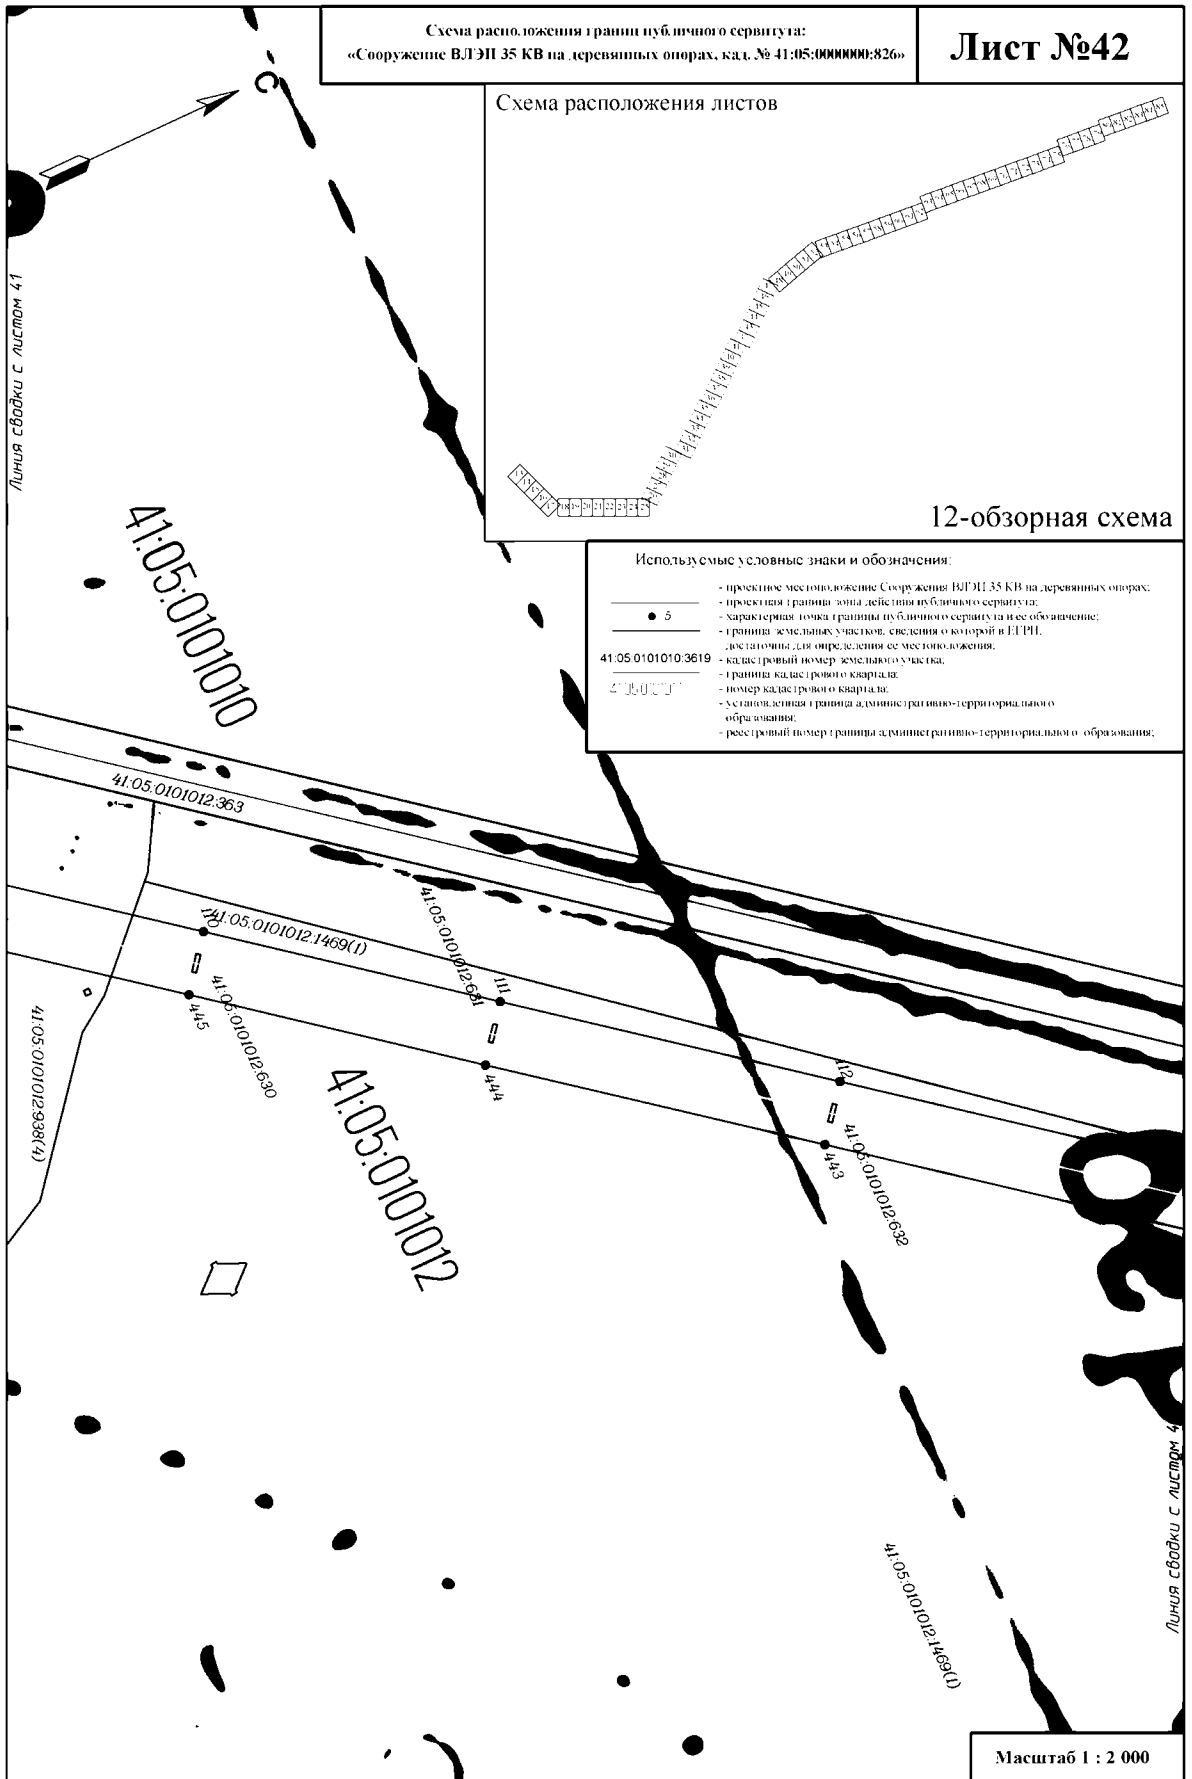 Схема расположения границ публичного сервитута:
«Сооружение ВЛЭП 35 КВ на деревянных опорах, кад. № 41:05:0000000:826»
Лист №42
С
Схема расположения листов
12-обзорная схема
Линия сводки с листом 41
Используемые условные знаки и обозначения:
- проектное местоположение Сооружения ВЛЭП 35 КВ на деревянных опорах;
- проектная граница зоны действия публичного сервитута;
5 - характерная точка границы публичного сервитута и ее обозначение;
- граница земельных участков, сведения о которой в ЕГРН,
достаточны для определения ее местоположения;
41:05:0101010:3619 - кадастровый номер земельного участка;
- граница кадастрового квартала;
- номер кадастрового квартала;
- установленная граница административно-территориального
образования;
- реестровый номер границы административно-территориального образования;
41:05:0101010
41:05:0101012:363
110
41:05:0101012:1469(1)
41:05:0101012:631
111
445
41:05:0101012:630
444
112
443
41:05:0101012:632
41:05:0101012:938(4)
41:05:0101012
Линия сводки с листом 4
41:05:0101012:1469(1)
Масштаб 1 : 2 000